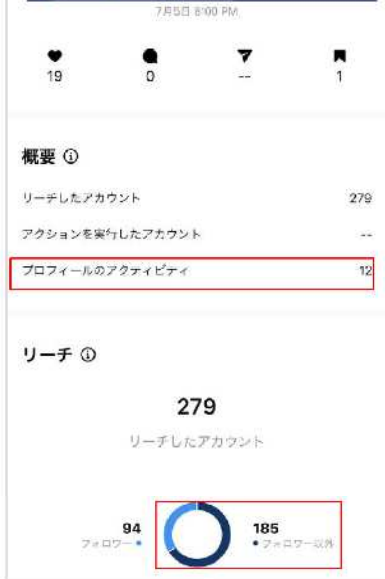 7月5日 8:00 PM
19 0 -- 1
概要
リーチしたアカウント 279
アクションを実行したアカウント --
プロフィールのアクティビティ 12
リーチ
279
リーチしたアカウント
94 185
フォロワー フォロワー以外